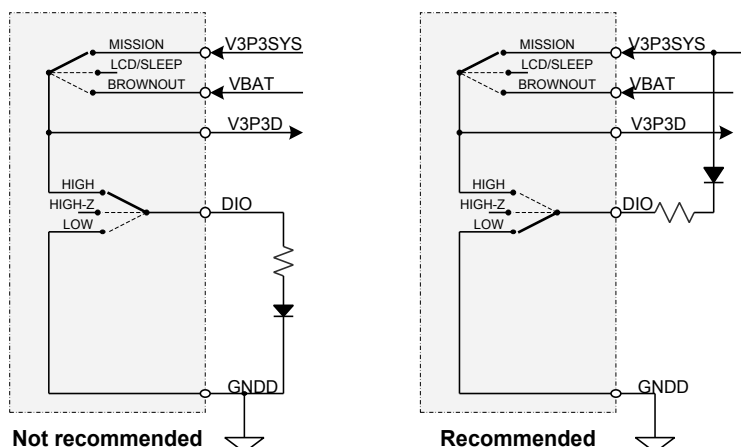 MISSION
V3P3SYS
LCD/SLEEP
BROWNOUT
VBAT
V3P3D
HIGH
HIGH-Z
DIO
LOW
GNDD
Not recommended
MISSION
V3P3SYS
LCD/SLEEP
BROWNOUT
VBAT
V3P3D
HIGH
HIGH-Z
DIO
LOW
GNDD
Recommended